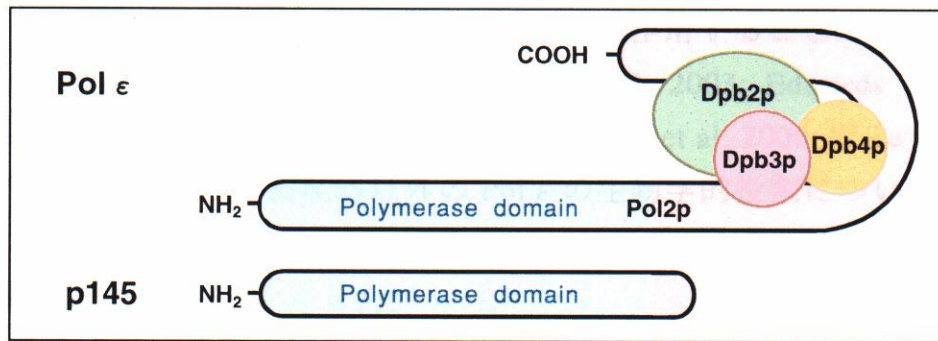 COOH
Pol ε
Dpb2p
Dpb3p Dpb4p
NH₂ Polymerase domain Pol2p
p145 NH₂ Polymerase domain